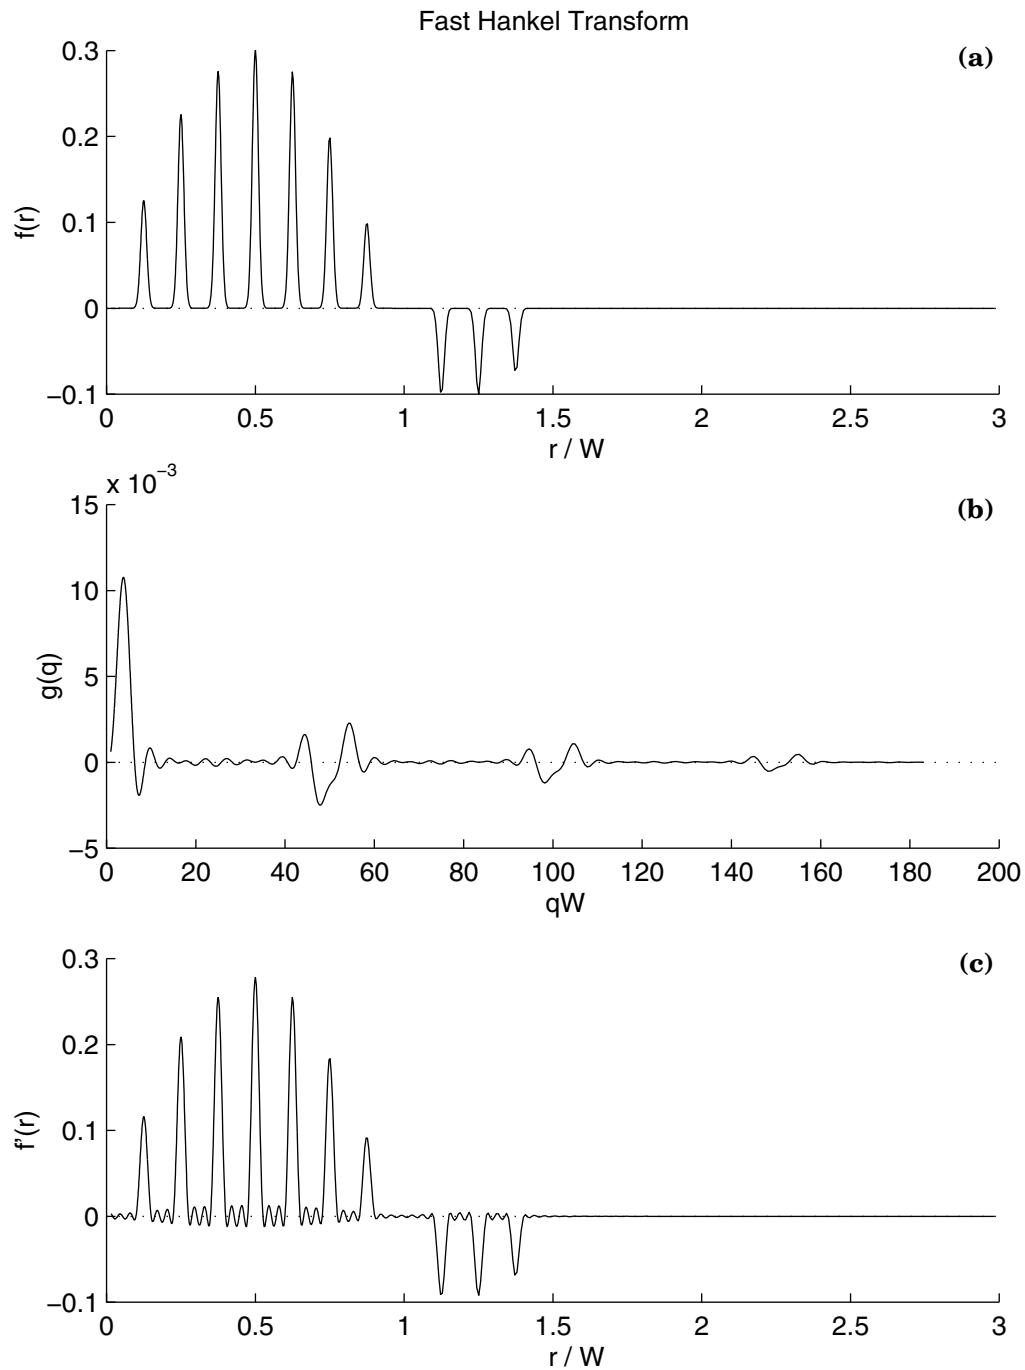 Fast Hankel Transform
(a)
0.3
0.2
0.1
0
−0.1
f(r)
0 0.5 1 1.5 2 2.5 3
r / W
x 10⁻³
(b)
15
10
5
0
−5
g(q)
0 20 40 60 80 100 120 140 160 180 200
qW
(c)
0.3
0.2
0.1
0
−0.1
f'(r)
0 0.5 1 1.5 2 2.5 3
r / W